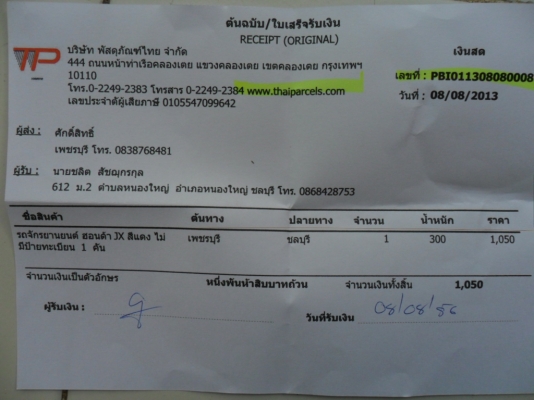 ต้นฉบับ/ใบเสร็จรับเงิน
RECEIPT (ORIGINAL)
TP
บริษัท พัสดุภัณฑ์ไทย จำกัด
เงินสด
444 ถนนหน้าท่าเรือคลองเตย แขวงคลองเตย เขตคลองเตย กรุงเทพฯ
10110
เลขที่ : PBI011308080008
โทร.0-2249-2383 โทรสาร 0-2249-2384 www.thaiparcels.com
วันที่ : 08/08/2013
เลขประจำตัวผู้เสียภาษี 0105547099642
ผู้ส่ง : ศักดิ์สิทธิ์
เพชรบุรี โทร. 0838768481
ผู้รับ : นายชลิต สัชฌุกรกุล
612 ม.2 ตำบลหนองใหญ่ อำเภอหนองใหญ่ ชลบุรี โทร. 0868428753
ชื่อสินค้า ต้นทาง ปลายทาง จำนวน น้ำหนัก ราคา
รถจักรยานยนต์ ฮอนด้า JX สีแดง ไม่ เพชรบุรี ชลบุรี 1 300 1,050
มีป้ายทะเบียน 1 คัน
จำนวนเงินเป็นตัวอักษร หนึ่งพันห้าสิบบาทถ้วน จำนวนเงินทั้งสิ้น 1,050
ผู้รับเงิน : วันที่รับเงิน 08/08/56